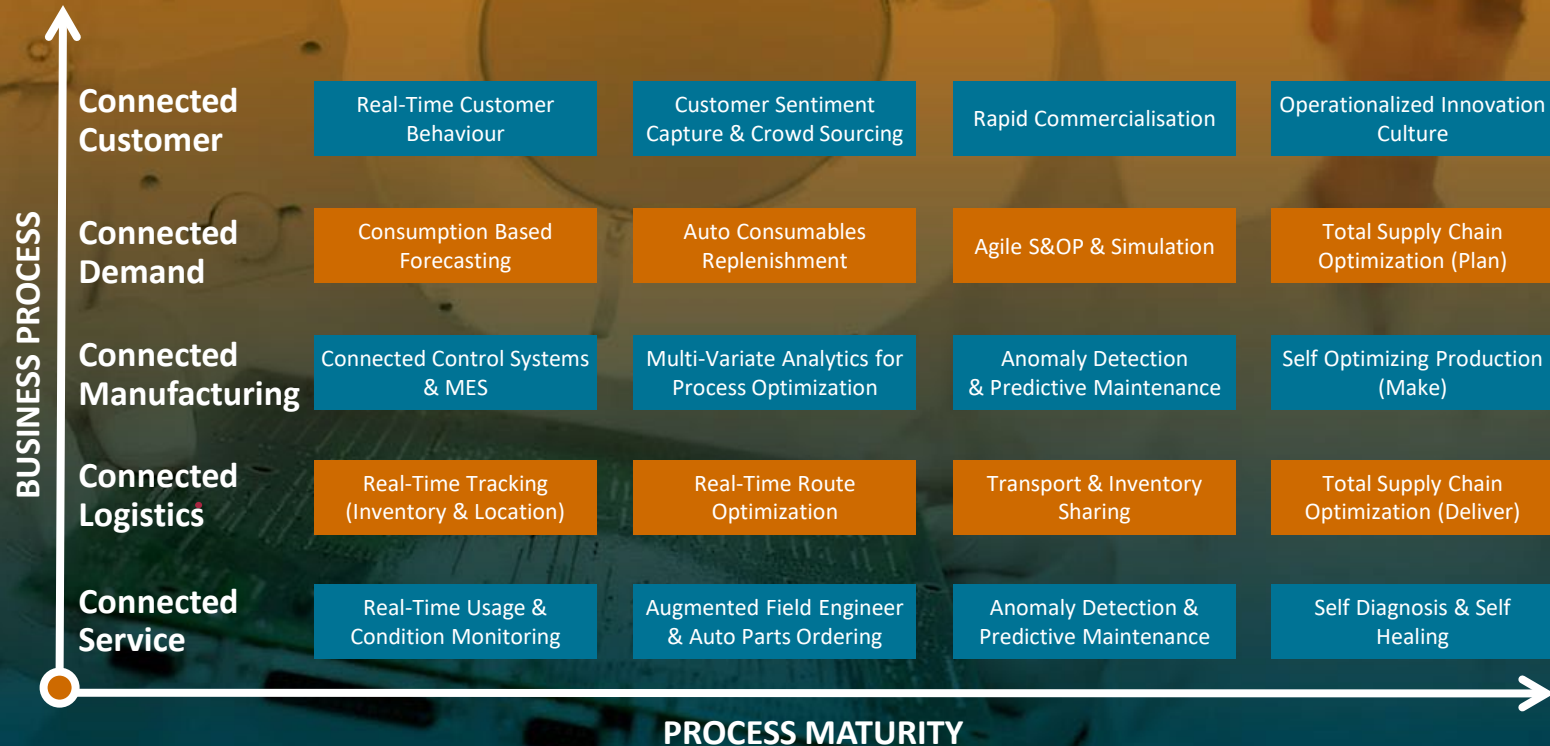 Connected
Customer
Real-Time Customer
Behaviour
Customer Sentiment
Capture & Crowd Sourcing
Rapid Commercialisation
Operationalized Innovation
Culture
Connected
Demand
Consumption Based
Forecasting
Auto Consumables
Replenishment
Agile S&OP & Simulation
Total Supply Chain
Optimization (Plan)
BUSINESS PROCESS
Connected
Manufacturing
Connected Control Systems
& MES
Multi-Variate Analytics for
Process Optimization
Anomaly Detection
& Predictive Maintenance
Self Optimizing Production
(Make)
Connected
Logistics
Real-Time Tracking
(Inventory & Location)
Real-Time Route
Optimization
Transport & Inventory
Sharing
Total Supply Chain
Optimization (Deliver)
Connected
Service
Real-Time Usage &
Condition Monitoring
Augmented Field Engineer
& Auto Parts Ordering
Anomaly Detection &
Predictive Maintenance
Self Diagnosis & Self
Healing
PROCESS MATURITY